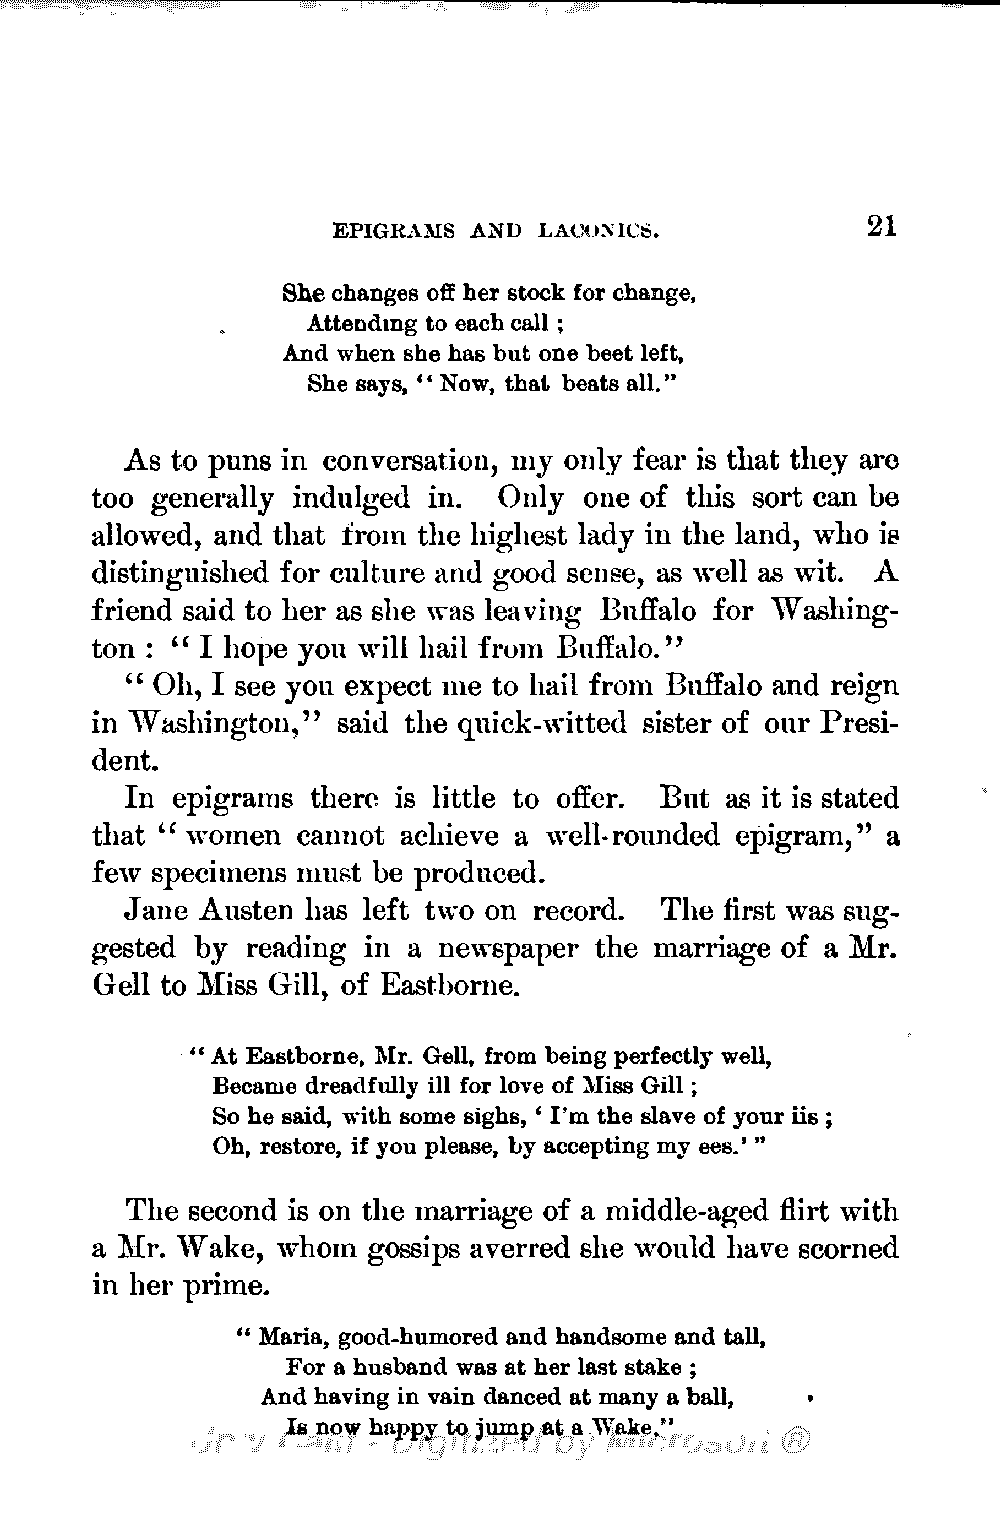 EPIGRAMS AND LACONICS. 21
She changes off her stock for change,
Attending to each call ;
And when she has but one beet left,
She says, “ Now, that beats all.”
As to puns in conversation, my only fear is that they are
too generally indulged in. Only one of this sort can be
allowed, and that from the highest lady in the land, who is
distinguished for culture and good sense, as well as wit. A
friend said to her as she was leaving Buffalo for Washing-
ton : “ I hope you will hail from Buffalo.”
“ Oh, I see you expect me to hail from Buffalo and reign
in Washington,” said the quick-witted sister of our Presi-
dent.
In epigrams there is little to offer. But as it is stated
that “ women cannot achieve a well-rounded epigram,” a
few specimens must be produced.
Jane Austen has left two on record. The first was sug-
gested by reading in a newspaper the marriage of a Mr.
Gell to Miss Gill, of Eastborne.
“ At Eastborne, Mr. Gell, from being perfectly well,
Became dreadfully ill for love of Miss Gill ;
So he said, with some sighs, ‘ I’m the slave of your iis ;
Oh, restore, if you please, by accepting my ees.’ ”
The second is on the marriage of a middle-aged flirt with
a Mr. Wake, whom gossips averred she would have scorned
in her prime.
“ Maria, good-humored and handsome and tall,
For a husband was at her last stake ;
And having in vain danced at many a ball,
Is now happy to jump at a Wake.”
Digitized by Microsoft ®